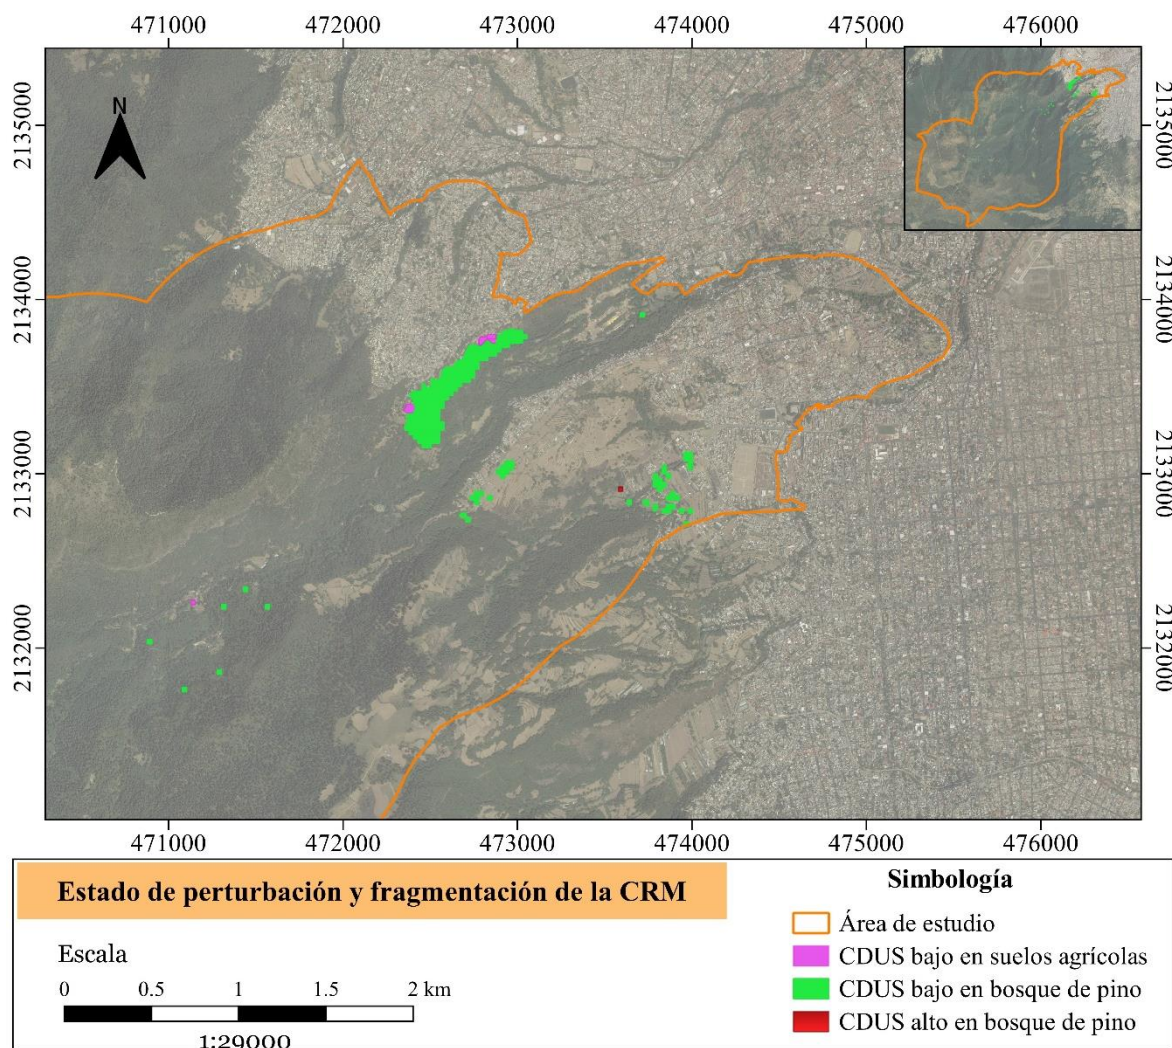 471000 472000 473000 474000 475000 476000
2135000 2135000
N
2134000 2134000
2133000 2133000
2132000 2132000
471000 472000 473000 474000 475000 476000
Estado de perturbación y fragmentación de la CRM
Escala
0 0.5 1 1.5 2 km
1:29000
Simbología
Área de estudio
CDUS bajo en suelos agrícolas
CDUS bajo en bosque de pino
CDUS alto en bosque de pino